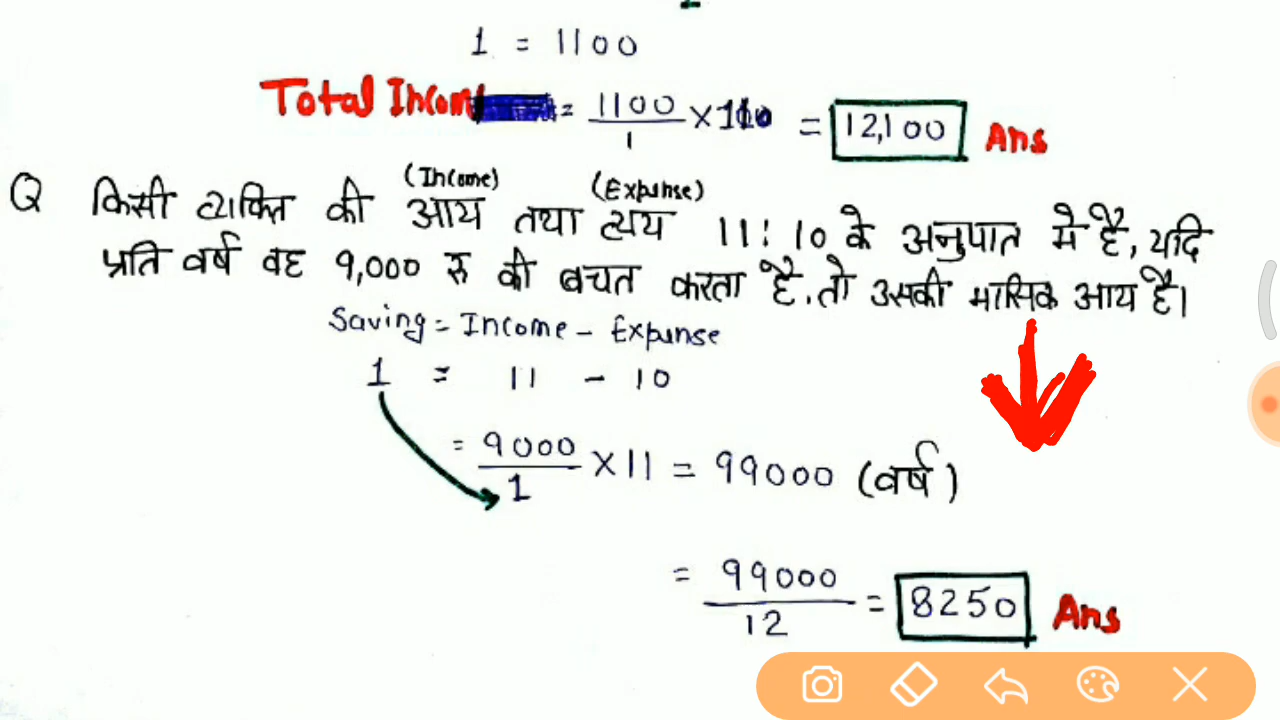 1 = 1100
Total Incom = 1100/1 × 110 = 12,100 Ans
(Income) (Expense)
Q किसी व्यक्ति की आय तथा व्यय 11:10 के अनुपात मे है, यदि
प्रति वर्ष वह 9,000 रु की बचत करता है. तो उसकी मासिक आय है।
Saving = Income - Expense
1 = 11 - 10
= 9000/1 × 11 = 99000 (वर्ष)
= 99000/12 = 8250 Ans